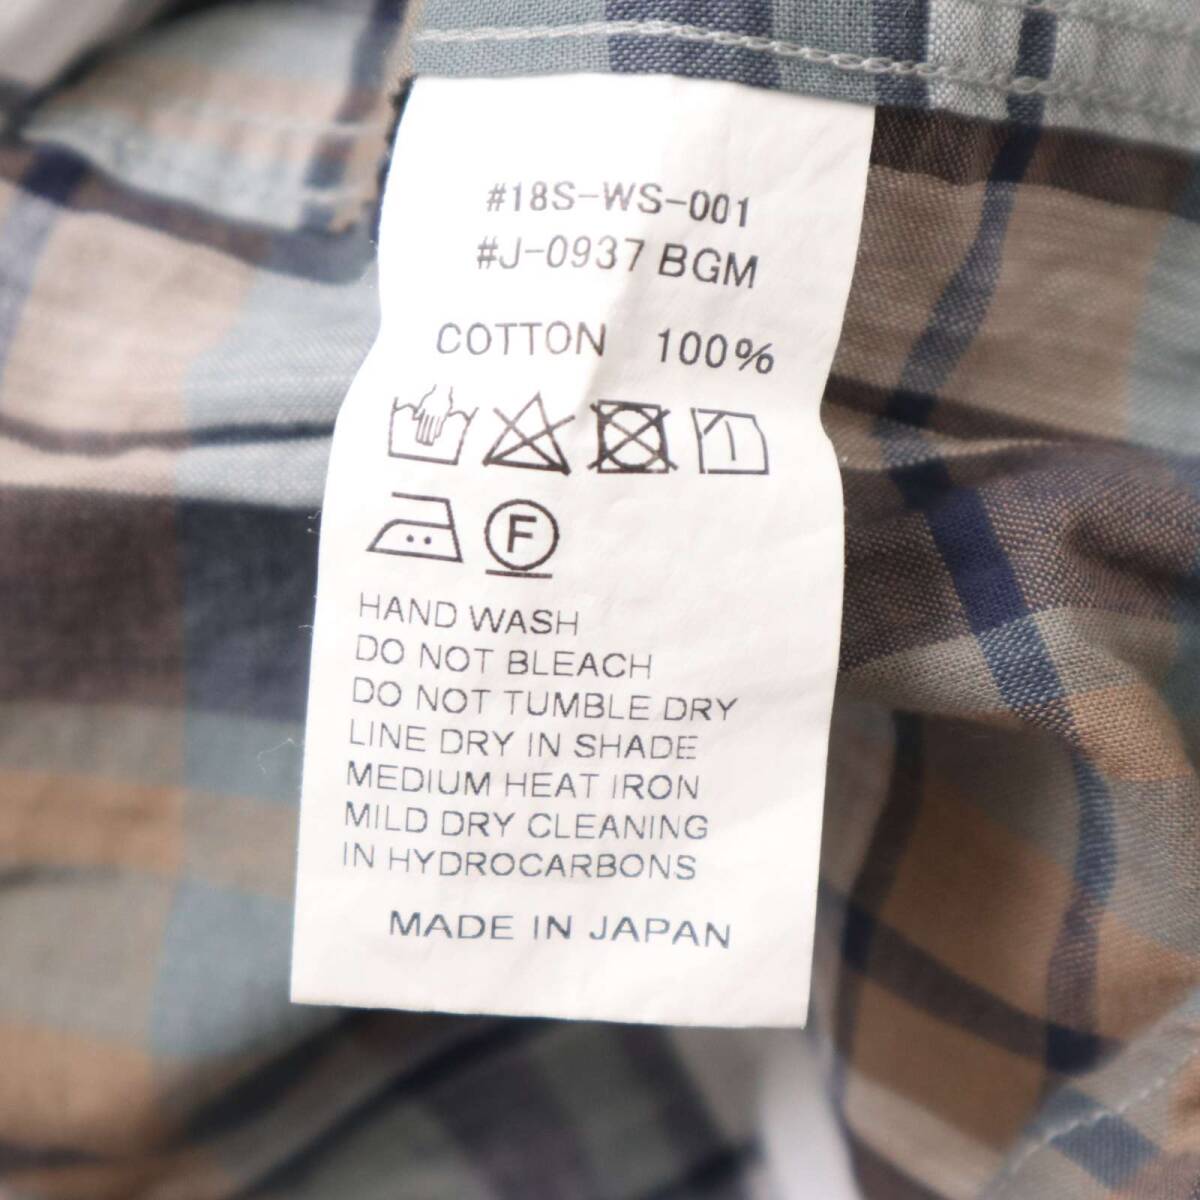 #18S-WS-001
#J-0937 BGM
COTTON 100%
F
HAND WASH
DO NOT BLEACH
DO NOT TUMBLE DRY
LINE DRY IN SHADE
MEDIUM HEAT IRON
MILD DRY CLEANING
IN HYDROCARBONS
MADE IN JAPAN